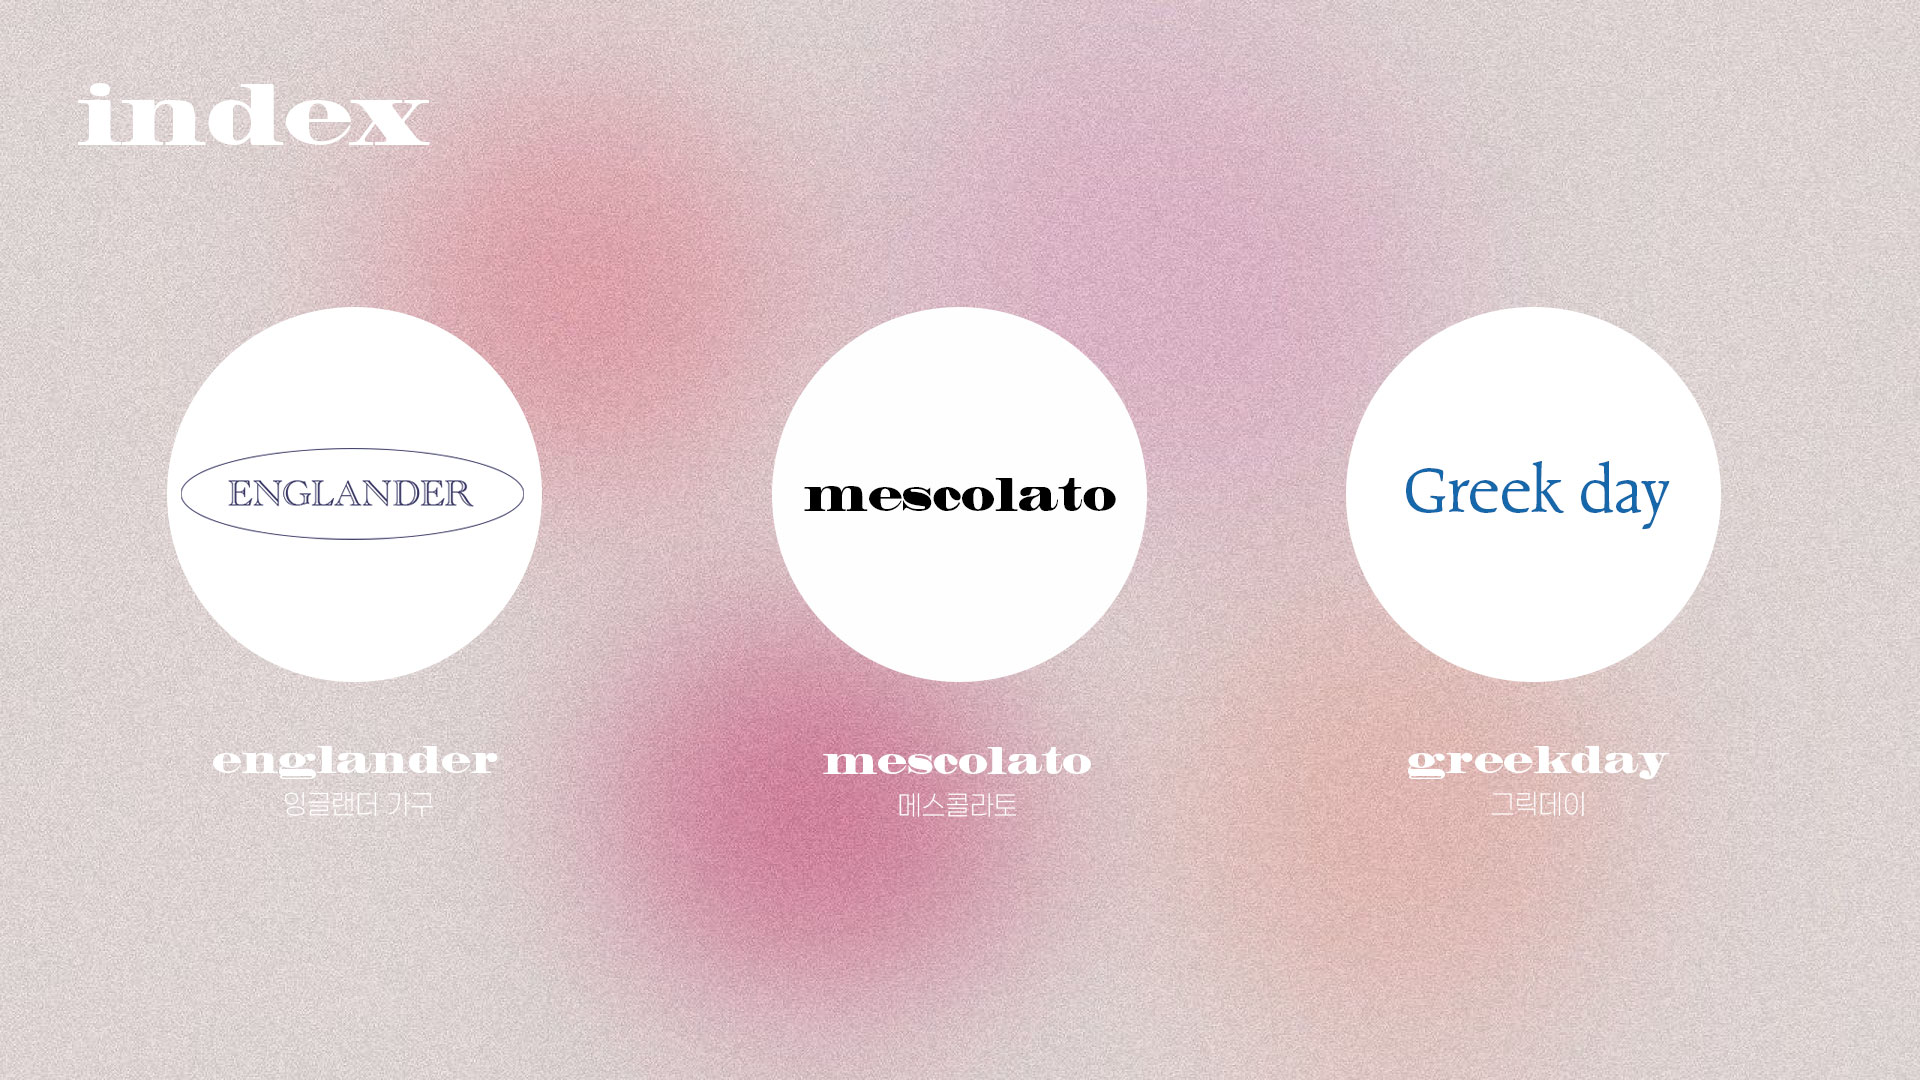 index
ENGLANDER
mescolato
Greek day
englander
mescolato
greekday
잉글랜더 가구
메스콜라토
그릭데이